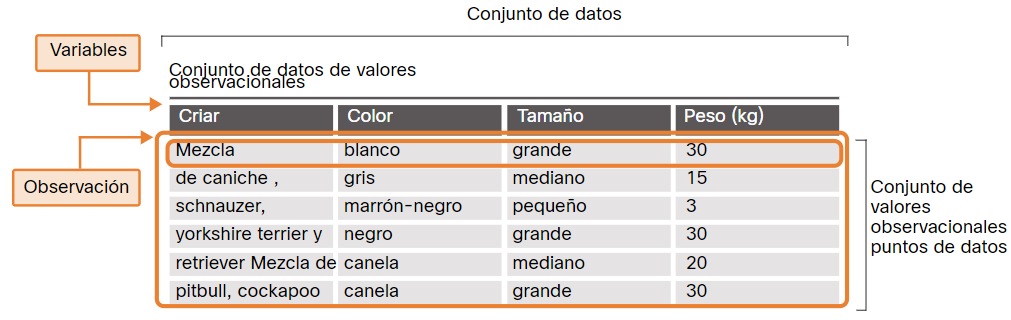 Conjunto de datos
Variables
Conjunto de datos de valores
observacionales
Criar Color Tamaño Peso (kg)
Observación
Mezcla blanco grande 30
de caniche , gris mediano 15
schnauzer, marrón-negro pequeño 3
yorkshire terrier y negro grande 30
retriever Mezcla de canela mediano 20
pitbull, cockapoo canela grande 30
Conjunto de
valores
observacionales
puntos de datos